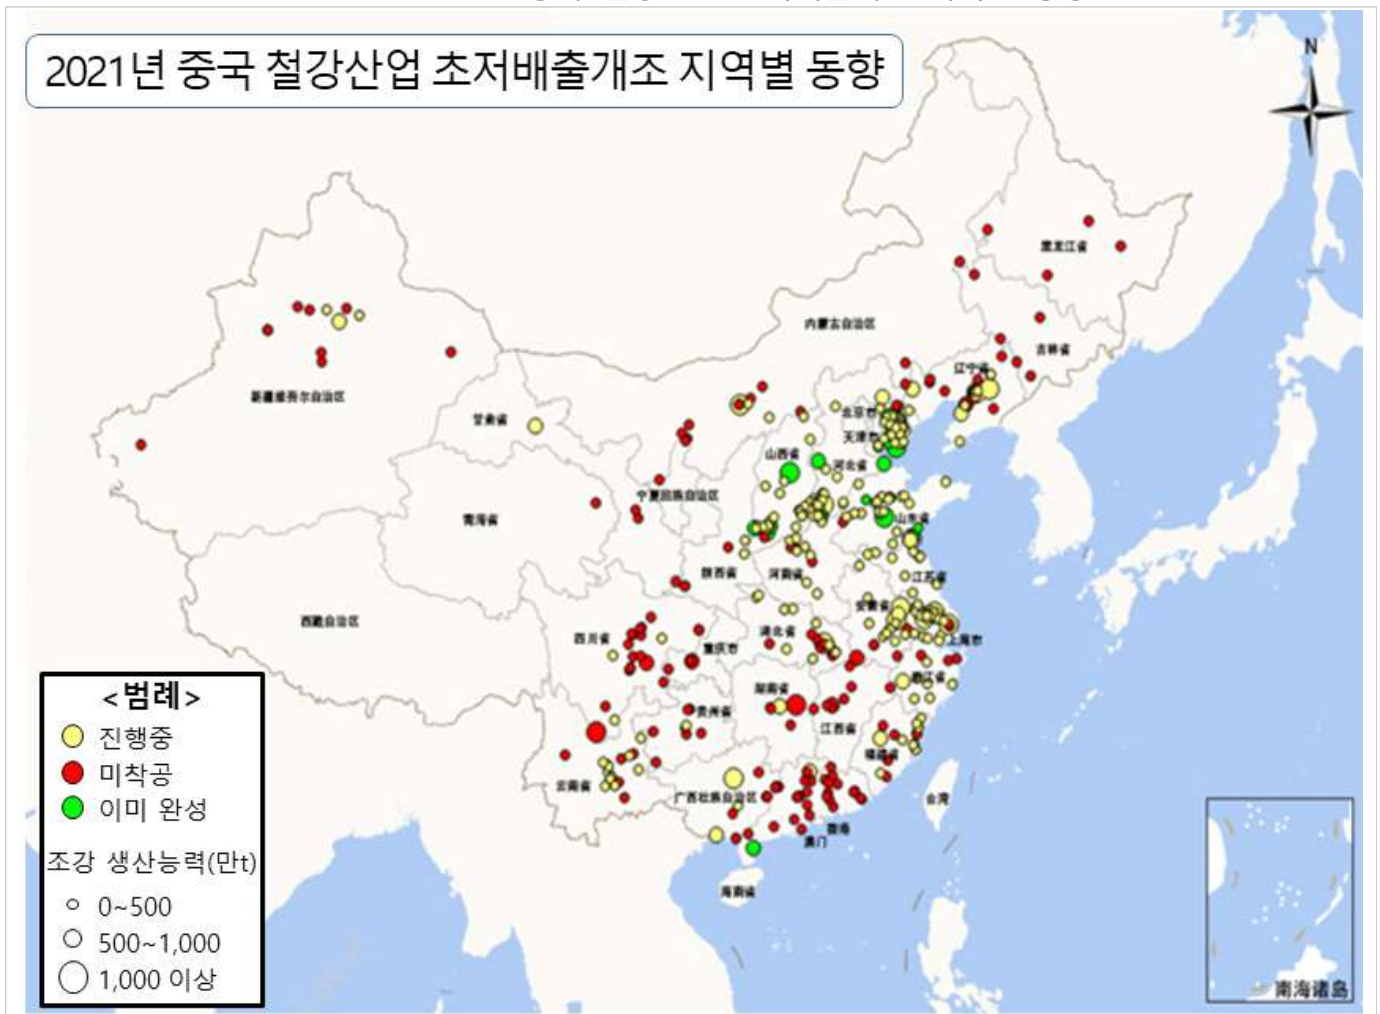 2021년 중국 철강산업 초저배출개조 지역별 동향
N
黑龙江省
内蒙古自治区
吉林省
辽宁省
新疆维吾尔自治区
甘肃省
北京市
天津市
山西省
河北省
宁夏回族自治区
青海省
山东省
陕西省
河南省
江苏省
安徽省
西藏自治区
四川省
湖北省
重庆市
上海市
浙江省
湖南省
贵州省
江西省
福建省
云南省
广西壮族自治区
台湾
香港
澳门
海南省
<범례>
진행중
미착공
이미 완성
조강 생산능력(만t)
0~500
500~1,000
1,000 이상
南海诸岛